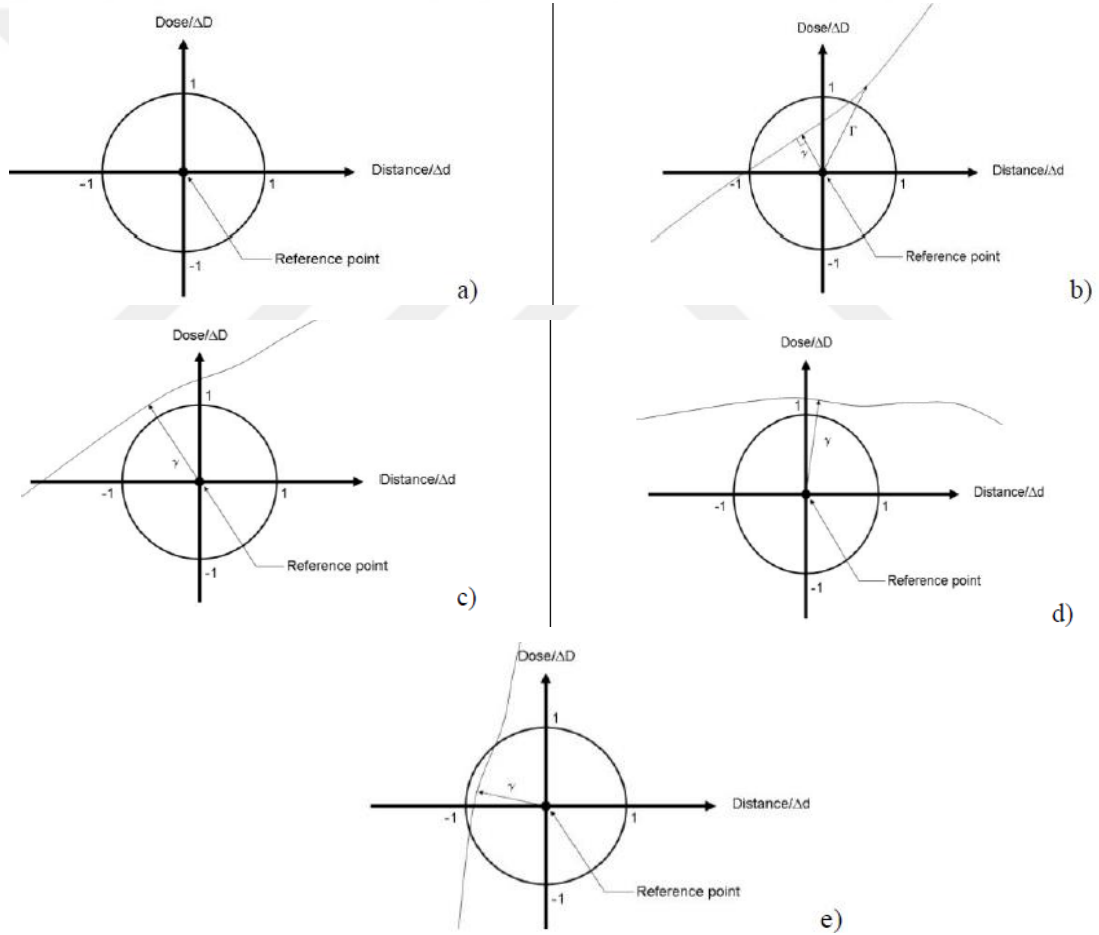 Dose/ΔD
1
Distance/Δd
-1
1
Reference point
-1
a)
Dose/ΔD
1
Γ
γ
Distance/Δd
-1
1
Reference point
-1
b)
Dose/ΔD
1
γ
Distance/Δd
-1
1
Reference point
-1
c)
Dose/ΔD
1
γ
Distance/Δd
-1
1
Reference point
-1
d)
Dose/ΔD
1
γ
Distance/Δd
-1
1
Reference point
-1
e)